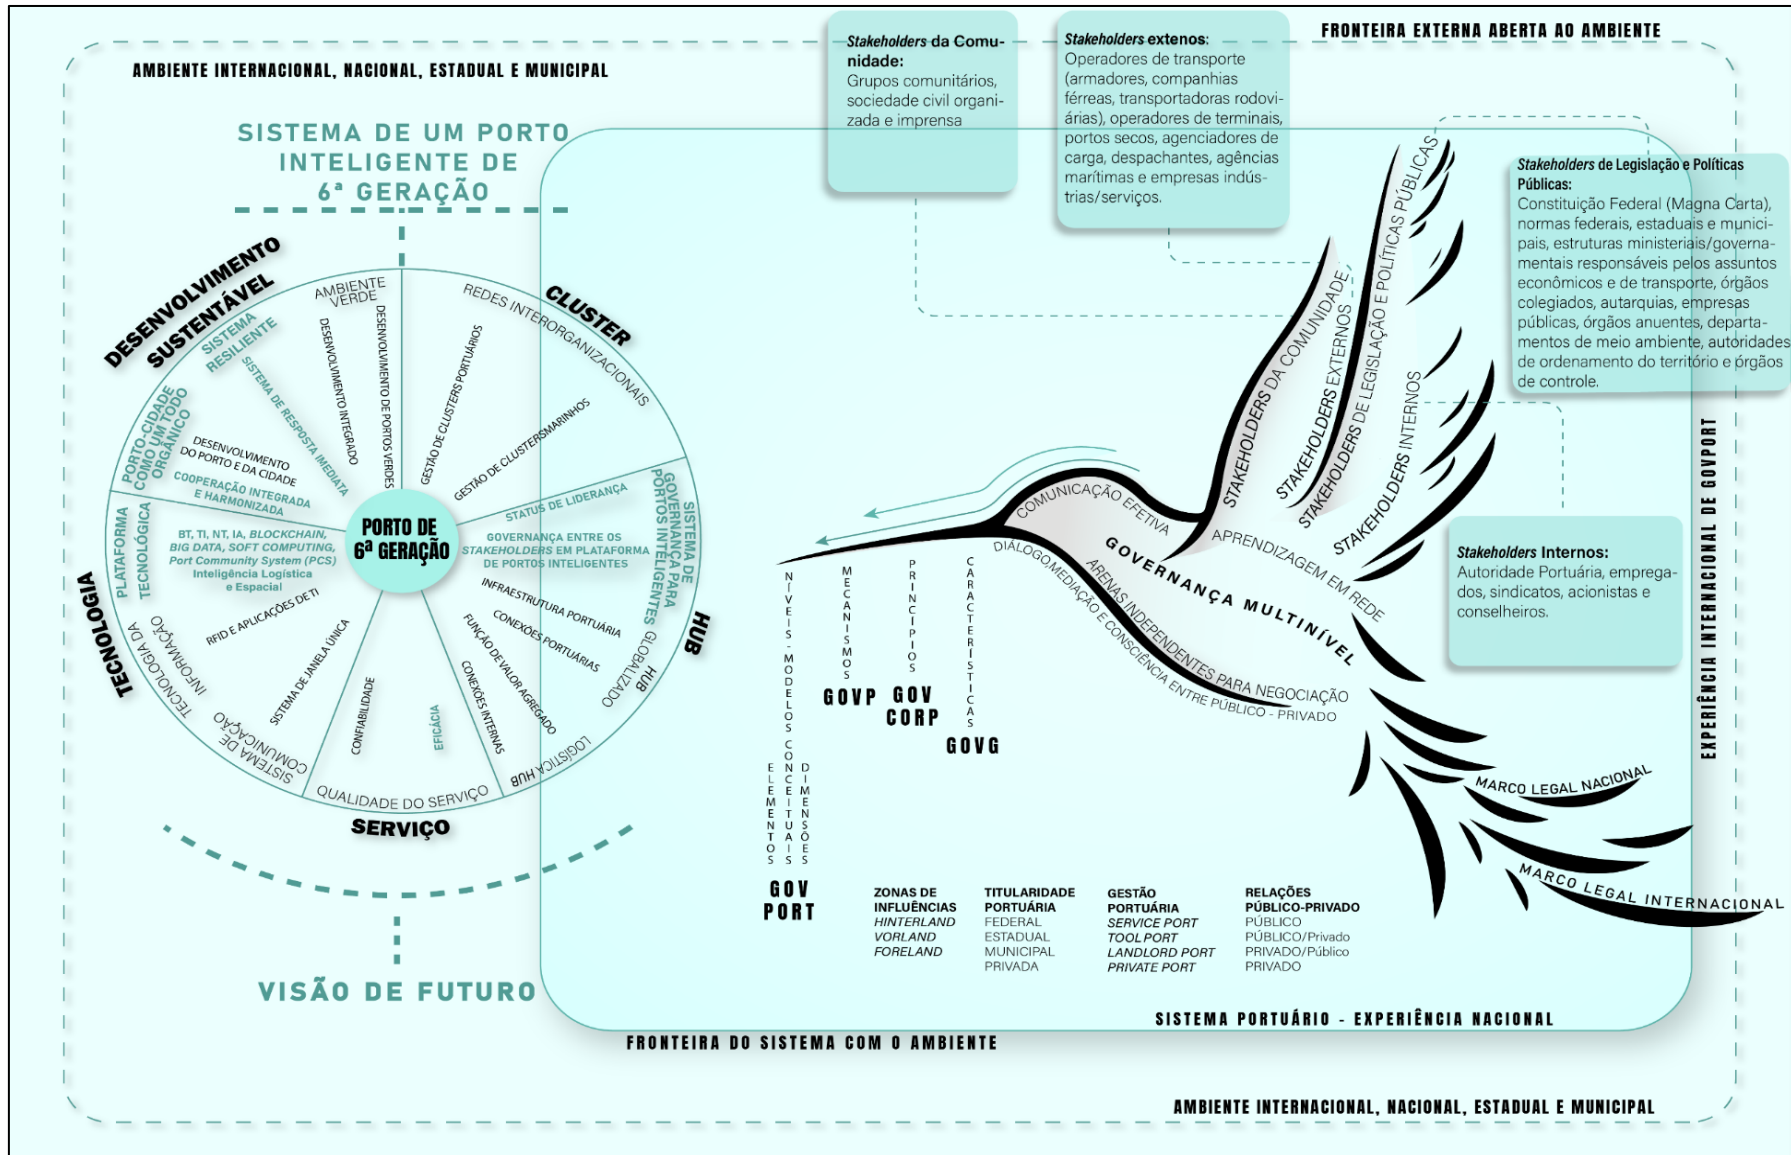 AMBIENTE INTERNACIONAL, NACIONAL, ESTADUAL E MUNICIPAL
FRONTEIRA EXTERNA ABERTA AO AMBIENTE
SISTEMA DE UM PORTO
INTELIGENTE DE
6ª GERAÇÃO
Stakeholders da Comu-
nidade:
Grupos comunitários,
sociedade civil organi-
zada e imprensa
Stakeholders extenos:
Operadores de transporte
(armadores, companhias
férreas, transportadoras rodovi-
árias), operadores de terminais,
portos secos, agenciadores de
carga, despachantes, agências
marítimas e empresas indús-
trias/serviços.
Stakeholders de Legislação e Políticas
Públicas:
Constituição Federal (Magna Carta),
normas federais, estaduais e munici-
pais, estruturas ministeriais/governa-
mentais responsáveis pelos assuntos
econômicos e de transporte, órgãos
colegiados, autarquias, empresas
públicas, órgãos anuentes, departa-
mentos de meio ambiente, autoridades
de ordenamento do território e órgãos
de controle.
Stakeholders Internos:
Autoridade Portuária, emprega-
dos, sindicatos, acionistas e
conselheiros.
DESENVOLVIMENTO
SUSTENTÁVEL
AMBIENTE
VERDE
DESENVOLVIMENTO DE PORTOS VERDES
DESENVOLVIMENTO INTEGRADO
SISTEMA
RESILIENTE
SISTEMA DE RESPOSTA IMEDIATA
PORTO-CIDADE
COMO UM TODO
ORGÂNICO
DESENVOLVIMENTO
DO PORTO E DA CIDADE
COOPERAÇÃO INTEGRADA
E HARMONIZADA
CLUSTER
REDES INTERORGANIZACIONAIS
GESTÃO DE CLUSTERS PORTUÁRIOS
GESTÃO DE CLUSTERSMARINHOS
PORTO DE
6ª GERAÇÃO
HUB
SISTEMA DE
GOVERNANÇA PARA
PORTOS INTELIGENTES
STATUS DE LIDERANÇA
GOVERNANÇA ENTRE OS
STAKEHOLDERS EM PLATAFORMA
DE PORTOS INTELIGENTES
HUB
GLOBALIZADO
INFRAESTRUTURA PORTUÁRIA
CONEXÕES PORTUÁRIAS
LOGÍSTICA HUB
FUNÇÃO DE VALOR AGREGADO
CONEXÕES INTERNAS
SERVIÇO
QUALIDADE DO SERVIÇO
EFICÁCIA
CONFIABILIDADE
TECNOLOGIA
PLATAFORMA
TECNOLÓGICA
BT, TI, NT, IA, BLOCKCHAIN,
BIG DATA, SOFT COMPUTING,
Port Community System (PCS)
Inteligência Logística
e Espacial
TECNOLOGIA DA
INFORMAÇÃO
RFID E APLICAÇÕES DE TI
SISTEMA DE
COMUNICAÇÃO
SISTEMA DE JANELA ÚNICA
VISÃO DE FUTURO
STAKEHOLDERS DA COMUNIDADE
STAKEHOLDERS EXTERNOS
STAKEHOLDERS DE LEGISLAÇÃO E POLÍTICAS PÚBLICAS
STAKEHOLDERS INTERNOS
COMUNICAÇÃO EFETIVA
APRENDIZAGEM EM REDE
GOVERNANÇA MULTINÍVEL
ARENAS INDEPENDENTES PARA NEGOCIAÇÃO
DIÁLOGO,MEDIAÇÃO E CONSCIÊNCIA ENTRE PÚBLICO - PRIVADO
MARCO LEGAL NACIONAL
MARCO LEGAL INTERNACIONAL
ELEMENTOS
NIVEIS-MODELOS CONCEITUAIS
DIMENSÕES
GOV
PORT
MECANISMOS
GOVP
PRINCIPIOS
GOV
CORP
CARACTERÍSTICAS
GOVG
ZONAS DE
INFLUÊNCIAS
HINTERLAND
VORLAND
FORELAND
TITULARIDADE
PORTUÁRIA
FEDERAL
ESTADUAL
MUNICIPAL
PRIVADA
GESTÃO
PORTUÁRIA
SERVICE PORT
TOOL PORT
LANDLORD PORT
PRIVATE PORT
RELAÇÕES
PÚBLICO-PRIVADO
PÚBLICO
PÚBLICO/Privado
PRIVADO/Público
PRIVADO
EXPERIÊNCIA INTERNACIONAL DE GOVPORT
SISTEMA PORTUÁRIO - EXPERIÊNCIA NACIONAL
FRONTEIRA DO SISTEMA COM O AMBIENTE
AMBIENTE INTERNACIONAL, NACIONAL, ESTADUAL E MUNICIPAL